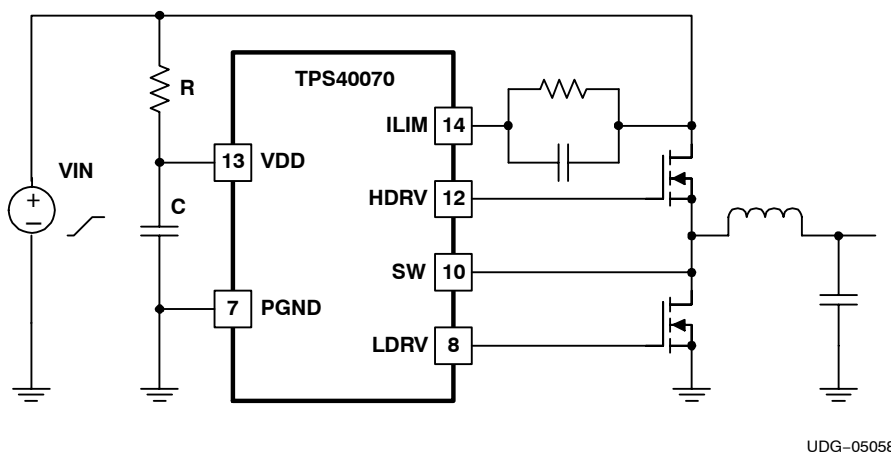 TPS40070
R
ILIM
14
13
VDD
VIN
C
HDRV
12
+
−
SW
10
7
PGND
LDRV
8
UDG−05058